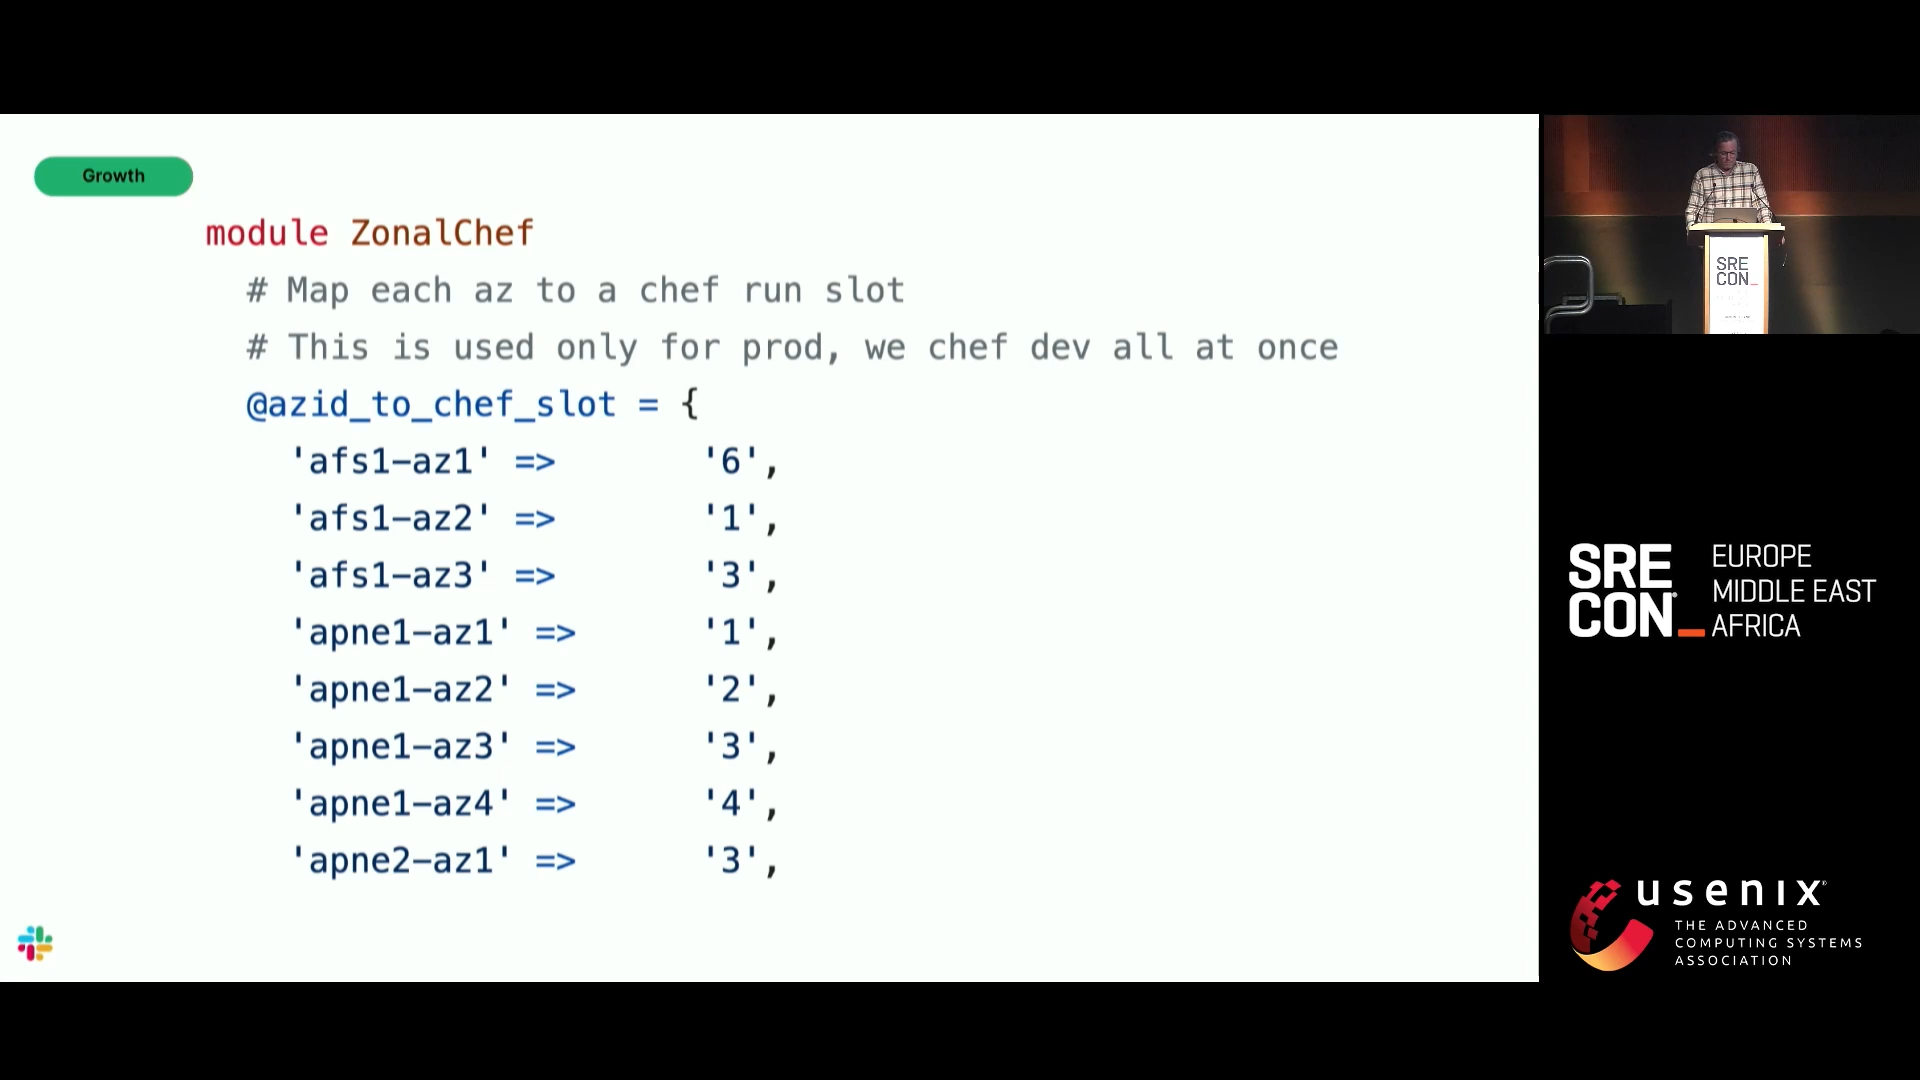 Growth
module ZonalChef
# Map each az to a chef run slot
# This is used only for prod, we chef dev all at once
@azid_to_chef_slot = {
'afs1-az1' => '6',
'afs1-az2' => '1',
'afs1-az3' => '3',
'apne1-az1' => '1',
'apne1-az2' => '2',
'apne1-az3' => '3',
'apne1-az4' => '4',
'apne2-az1' => '3',
SRE
CON_
SRE
CON_
EUROPE
MIDDLE EAST
AFRICA
usenix
THE ADVANCED
COMPUTING SYSTEMS
ASSOCIATION